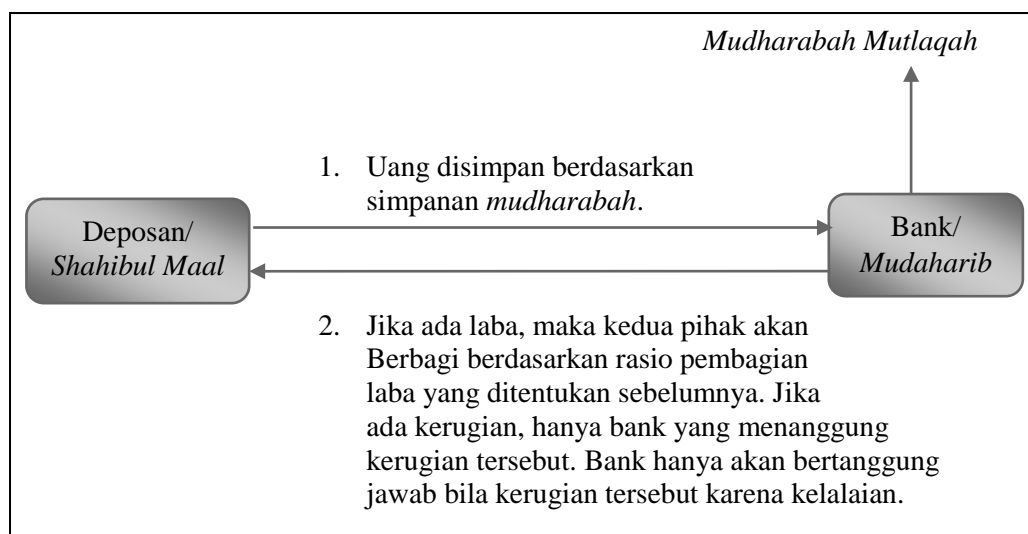 Mudharabah Mutlaqah
1. Uang disimpan berdasarkan
simpanan mudharabah.
Deposan/
Shahibul Maal
Bank/
Mudaharib
2. Jika ada laba, maka kedua pihak akan
Berbagi berdasarkan rasio pembagian
laba yang ditentukan sebelumnya. Jika
ada kerugian, hanya bank yang menanggung
kerugian tersebut. Bank hanya akan bertanggung
jawab bila kerugian tersebut karena kelalaian.